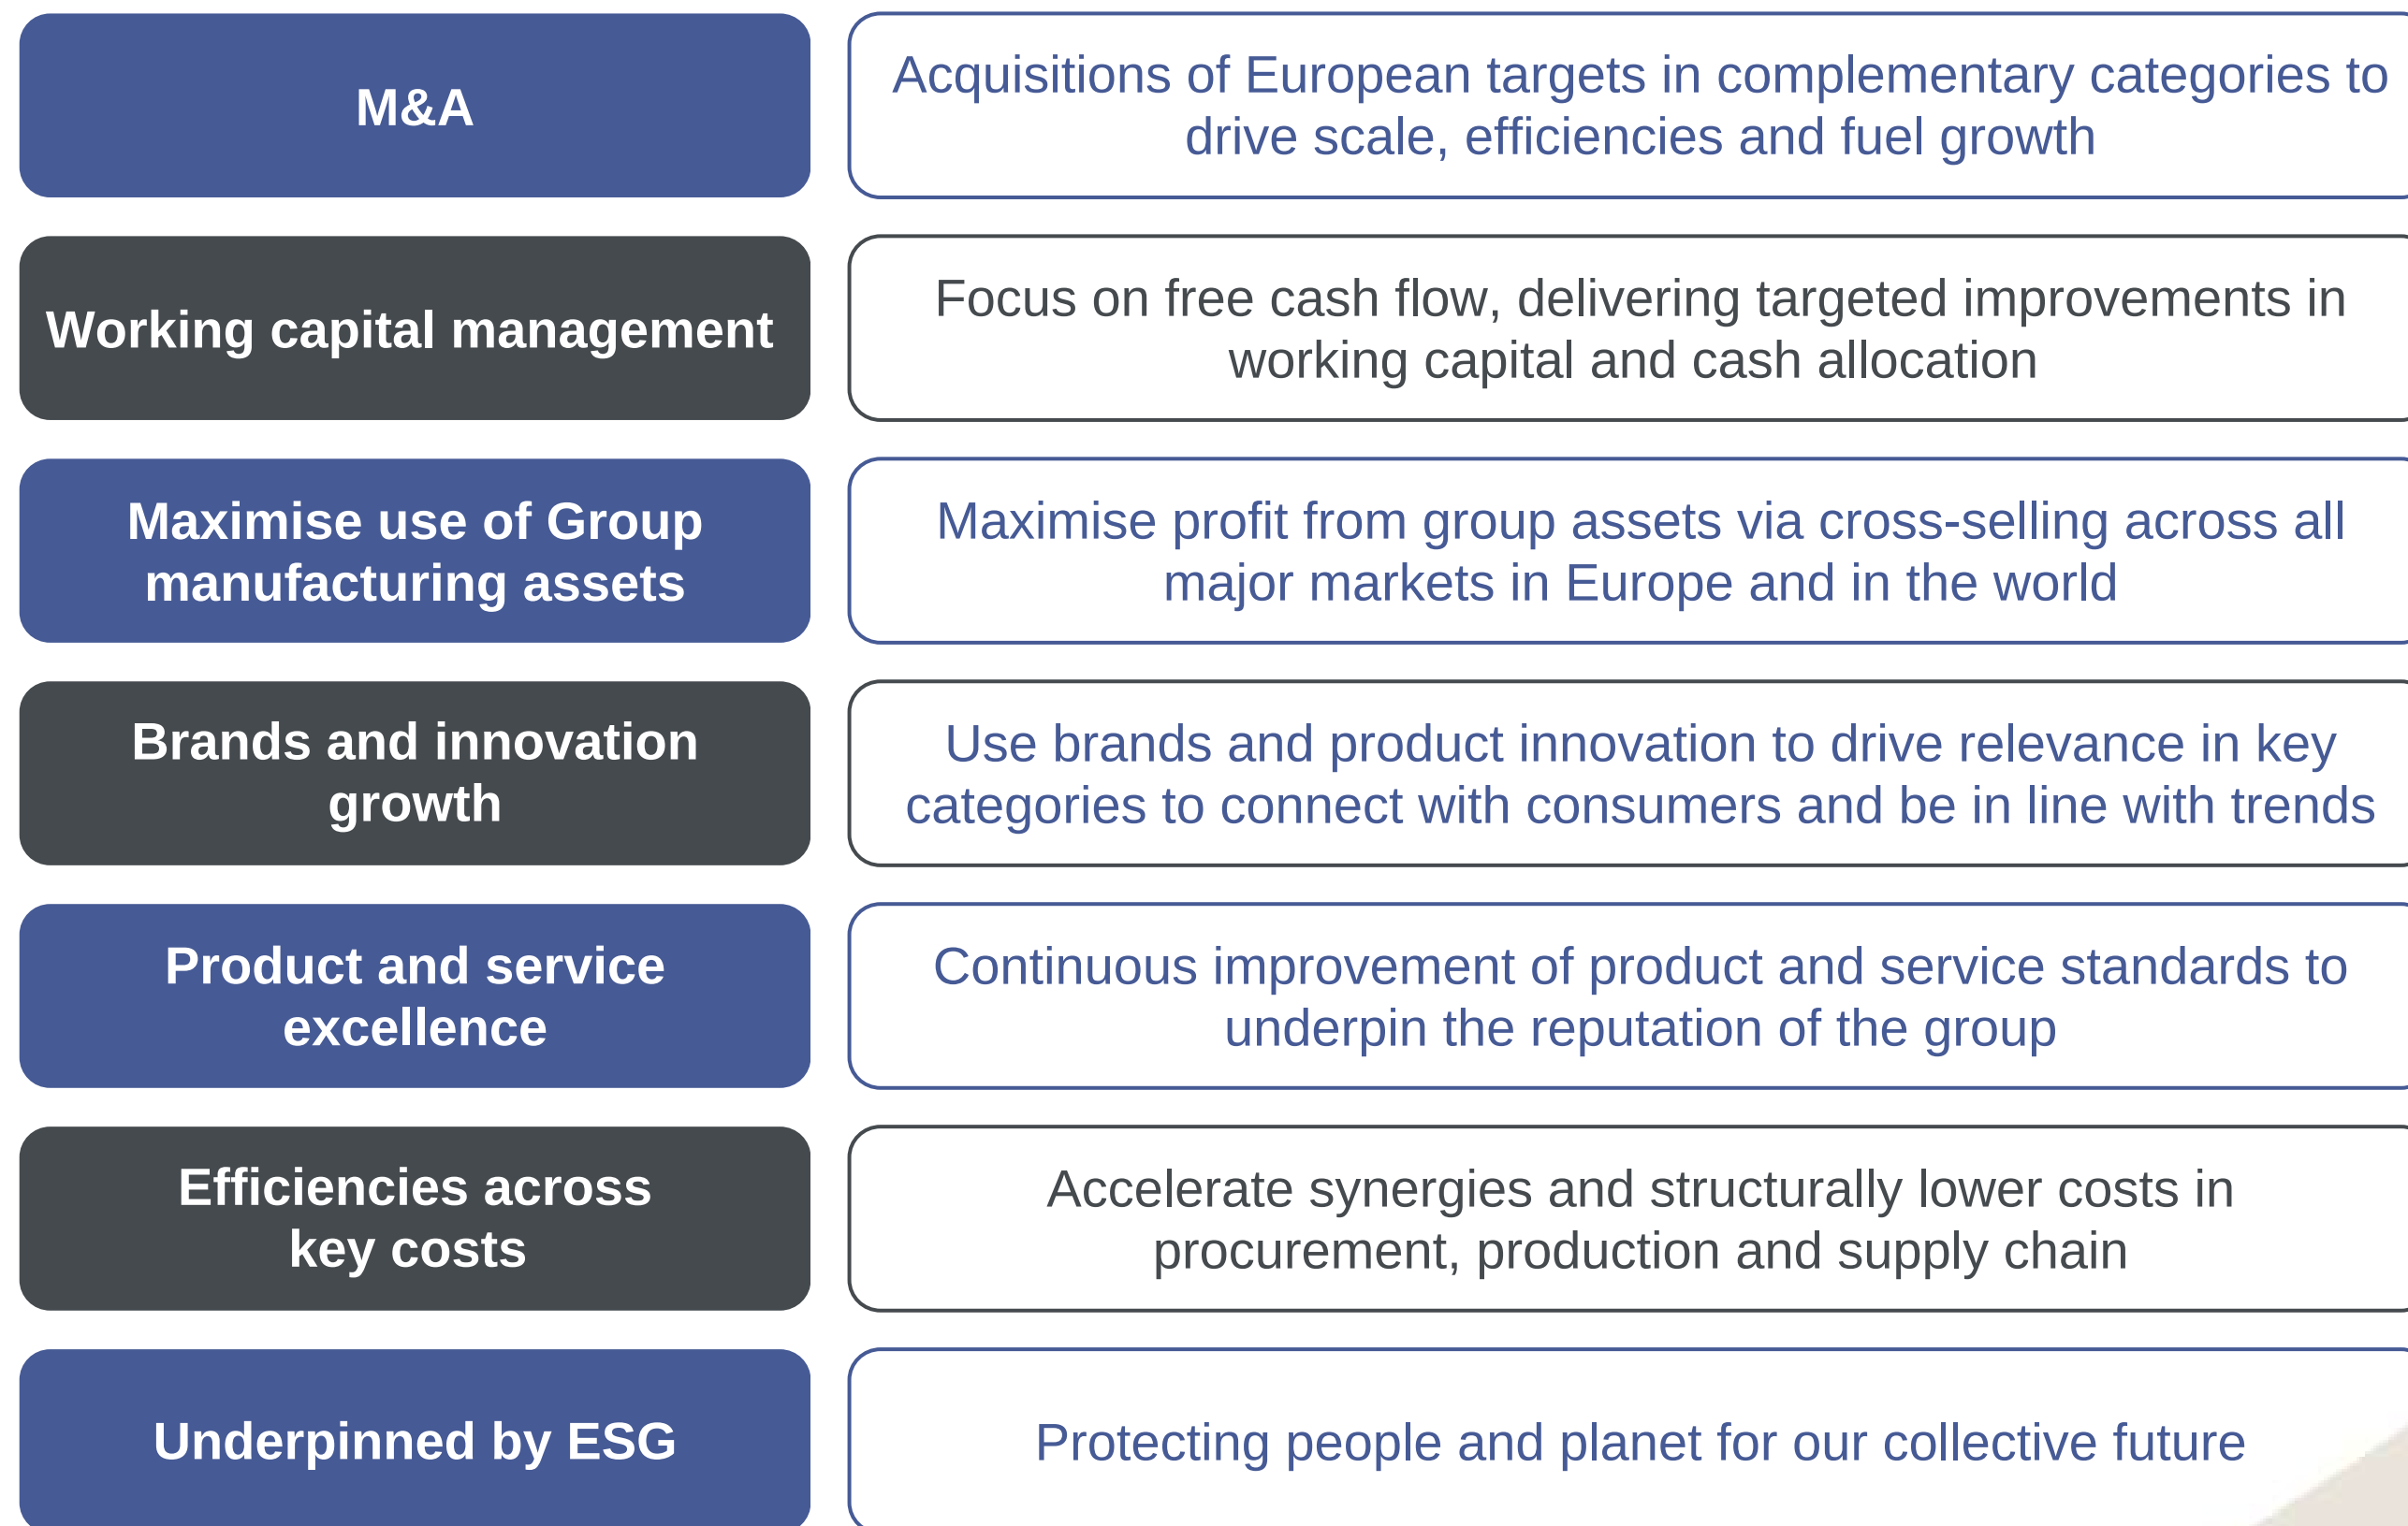 M&A
Acquisitions of European targets in complementary categories to
drive scale, efficiencies and fuel growth
Working capital management
Focus on free cash flow, delivering targeted improvements in
working capital and cash allocation
Maximise use of Group
manufacturing assets
Maximise profit from group assets via cross-selling across all
major markets in Europe and in the world
Brands and innovation
growth
Use brands and product innovation to drive relevance in key
categories to connect with consumers and be in line with trends
Product and service
excellence
Continuous improvement of product and service standards to
underpin the reputation of the group
Efficiencies across
key costs
Accelerate synergies and structurally lower costs in
procurement, production and supply chain
Underpinned by ESG
Protecting people and planet for our collective future